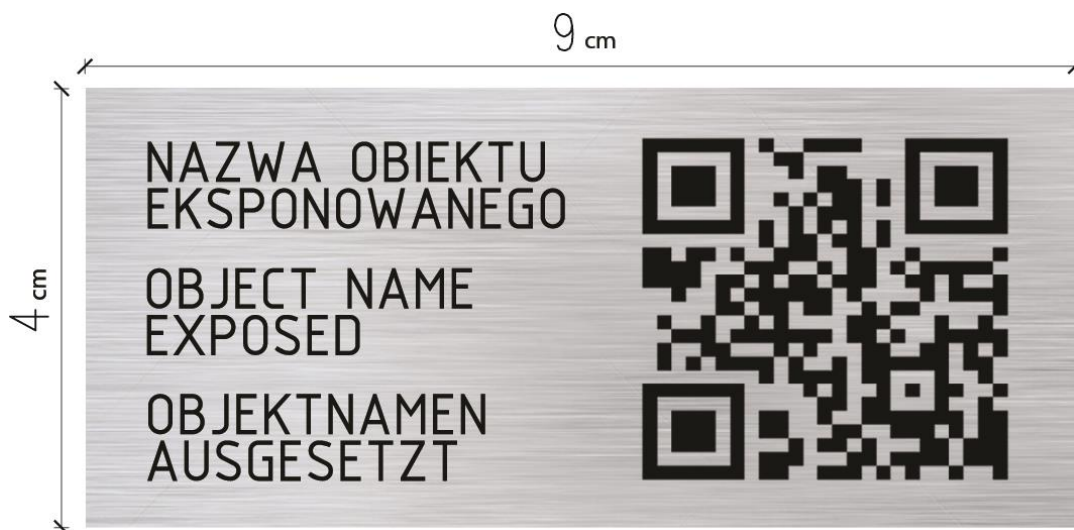 9 cm
4 cm
NAZWA OBIEKTU
EKSPONOWANEGO
OBJECT NAME
EXPOSED
OBJEKTNAMEN
AUSGESETZT